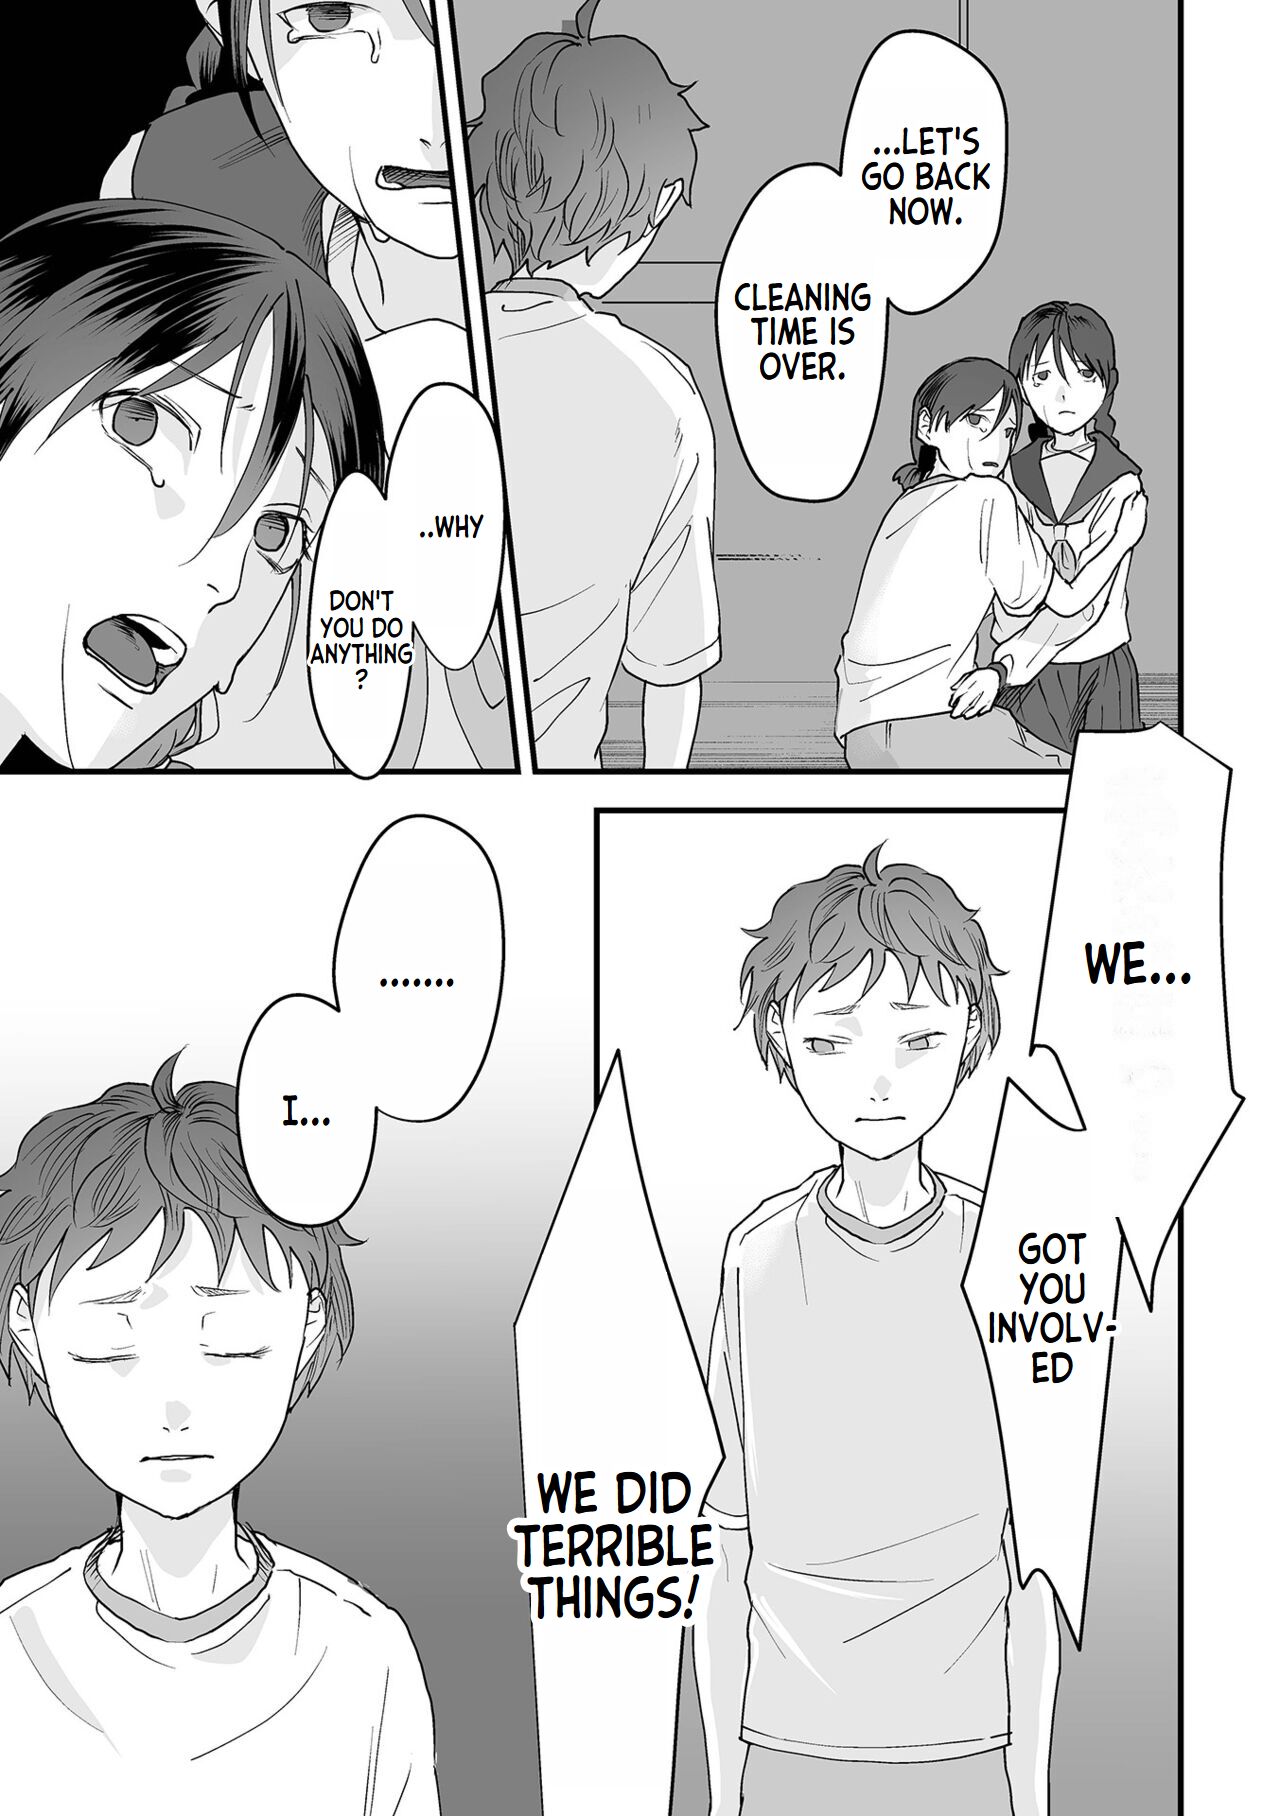 ...LET'S
GO BACK
NOW.
CLEANING
TIME IS
OVER.
..WHY
DON'T
YOU DO
ANYTHING
?
WE...
GOT
YOU
INVOLV-
ED
WE DID
TERRIBLE
THINGS!
.......
I...